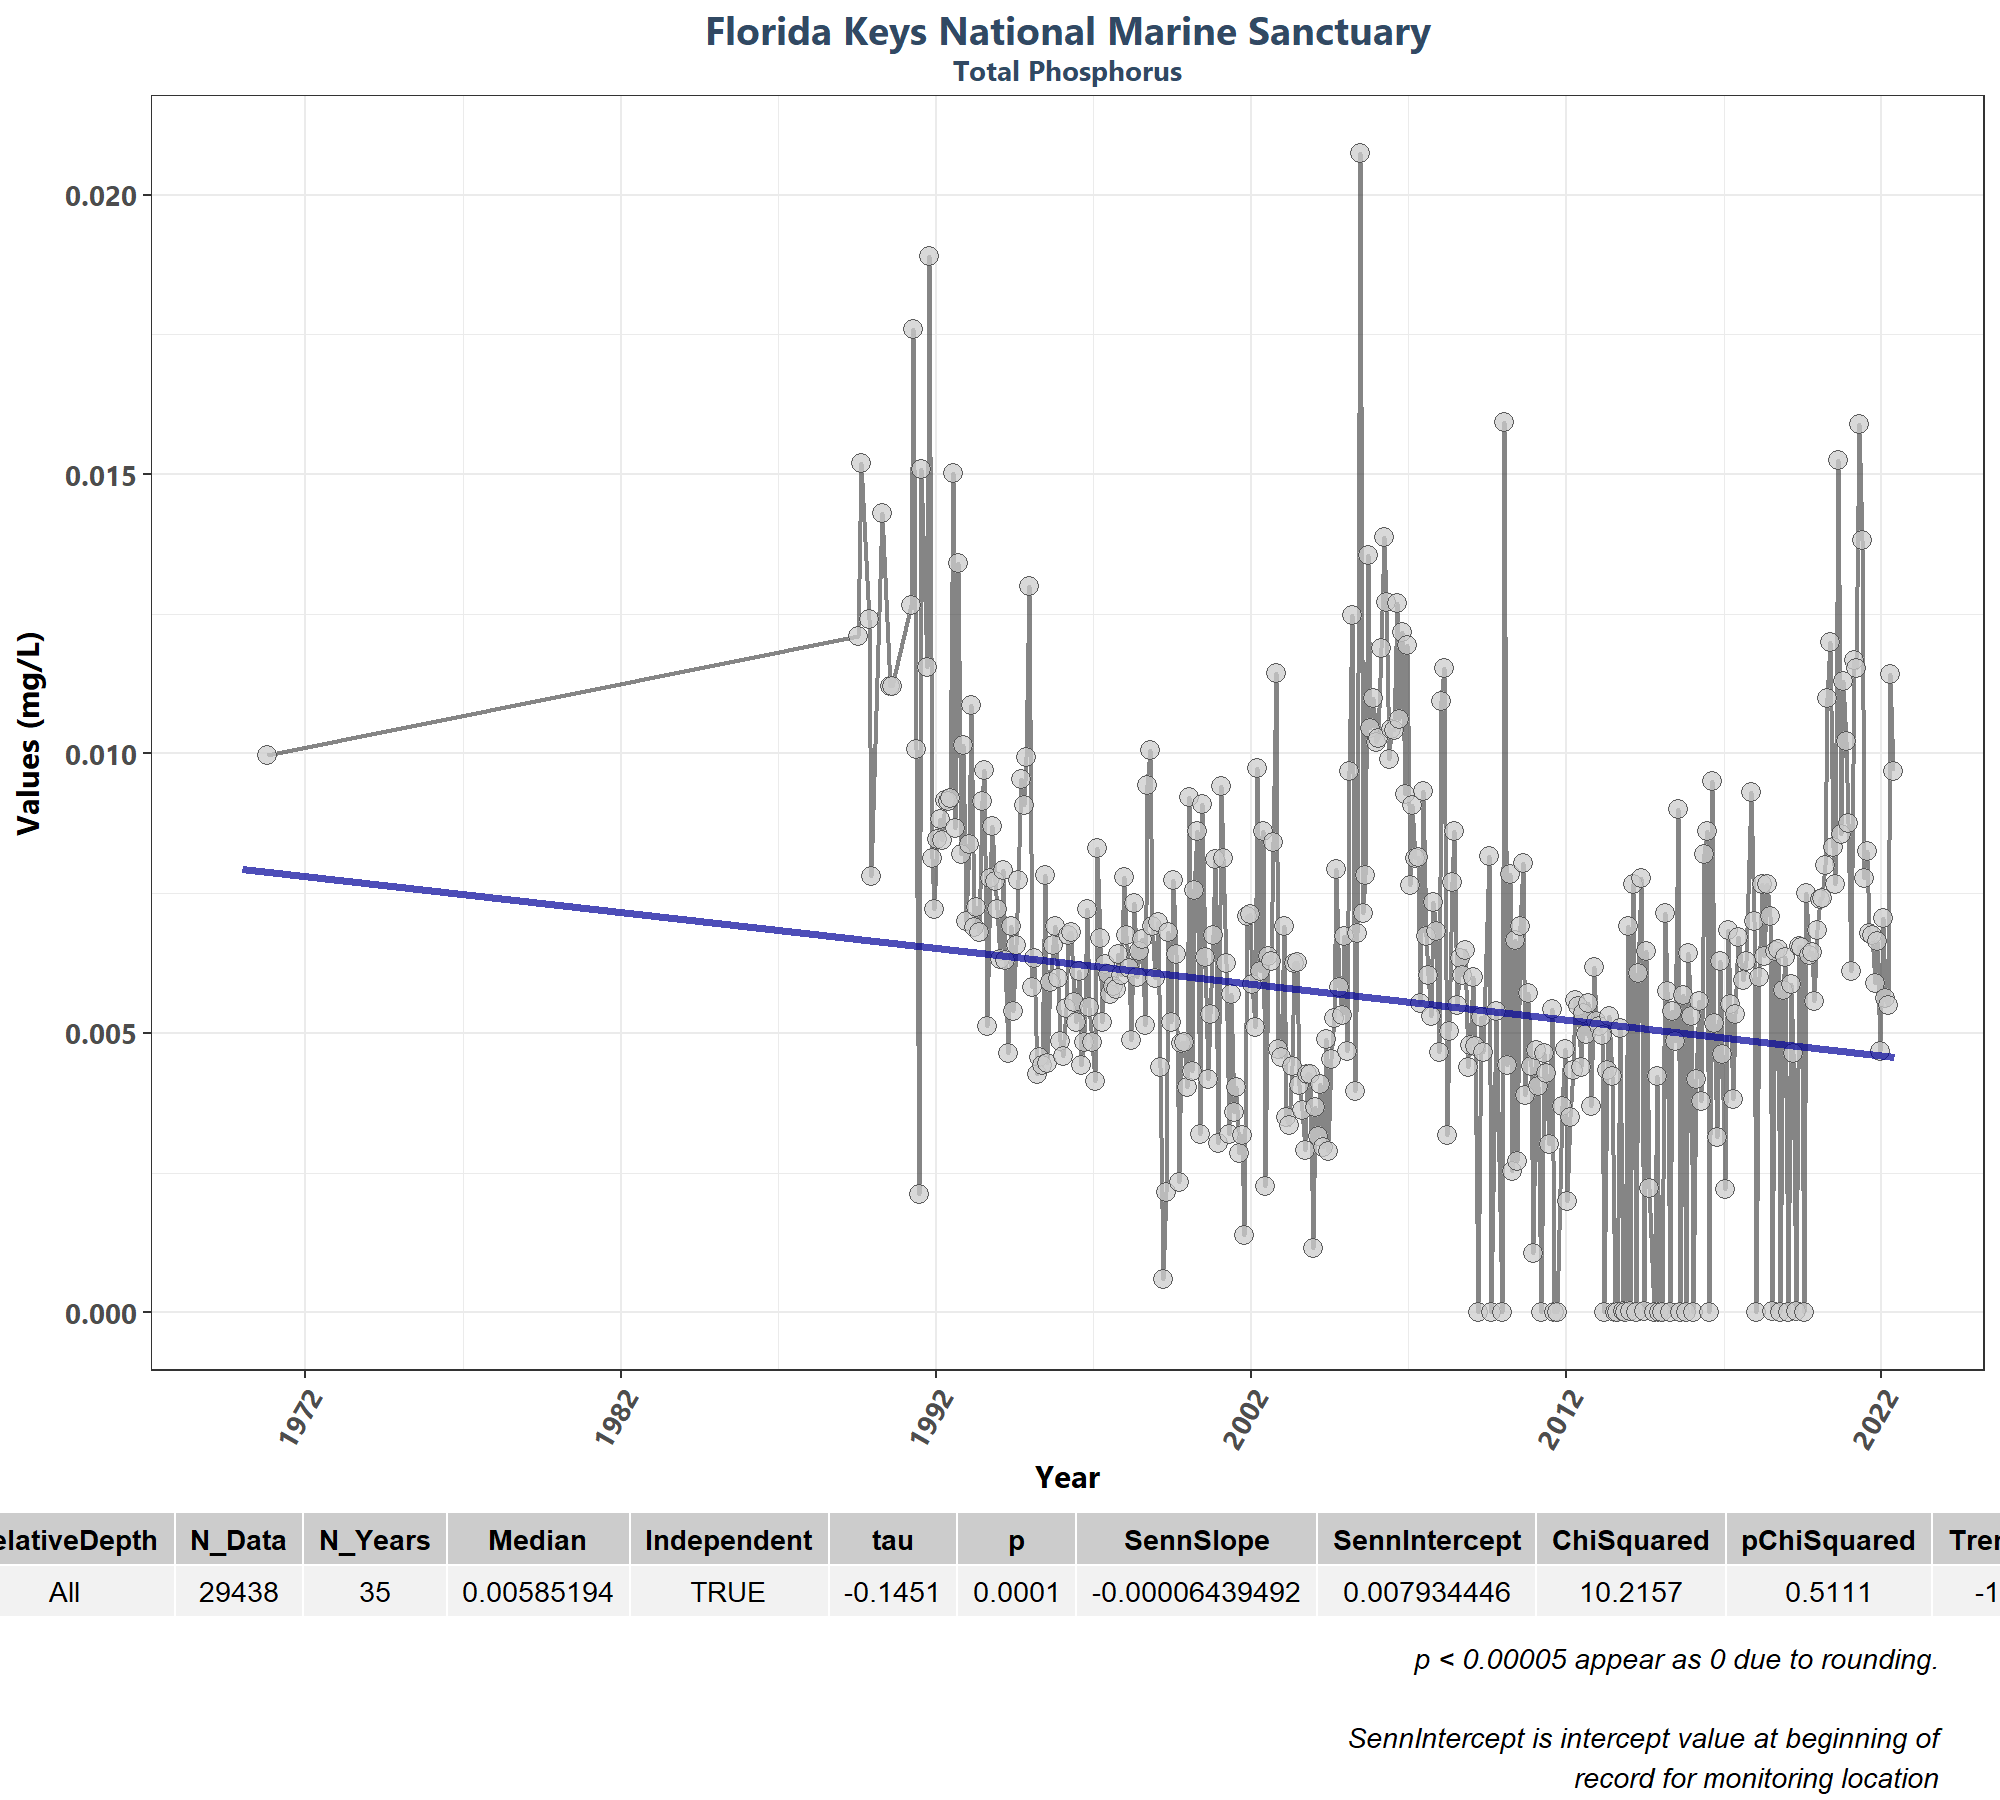 Florida Keys National Marine Sanctuary
Total Phosphorus
Values (mg/L)
0.020
0.015
0.010
0.005
0.000
1972 1982 1992 2002 2012 2022
Year
elativeDepth N_Data N_Years Median Independent tau p SennSlope SennIntercept ChiSquared pChiSquared Tren
All 29438 35 0.00585194 TRUE -0.1451 0.0001 -0.00006439492 0.007934446 10.2157 0.5111 -1
p < 0.00005 appear as 0 due to rounding.
SennIntercept is intercept value at beginning of
record for monitoring location